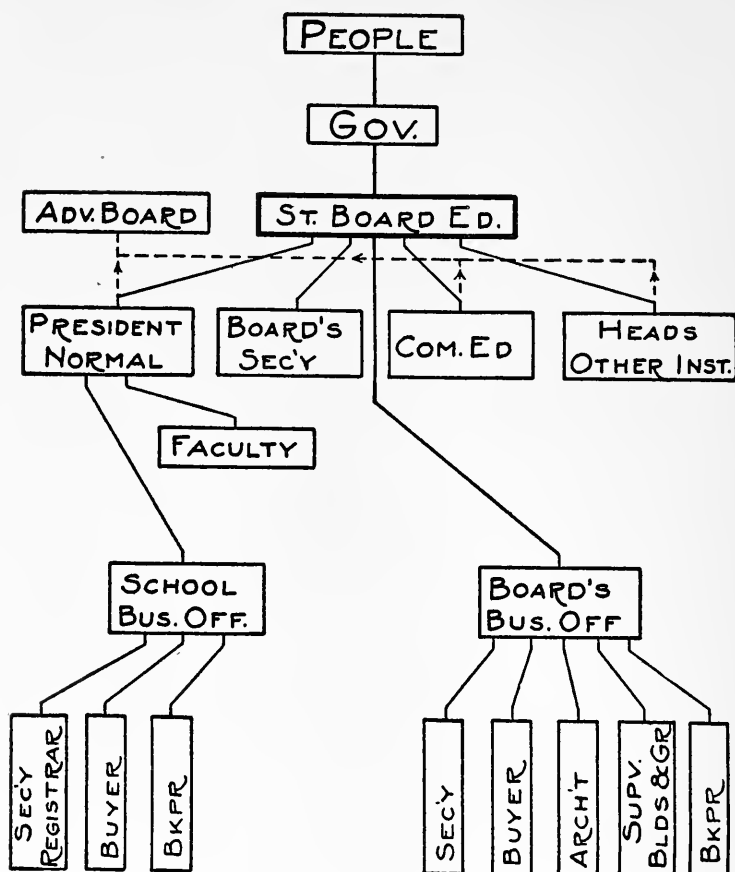 PEOPLE
GOV.
ADV. BOARD
ST. BOARD ED.
PRESIDENT
NORMAL
BOARD'S
SEC'Y
COM. ED
HEADS
OTHER INST.
FACULTY
SCHOOL
BUS. OFF.
BOARD'S
BUS. OFF
SEC'Y
REGISTRAR
BUYER
BKPR
SEC'Y
BUYER
ARCH'T
SUPV.
BLDS & GR
BKPR